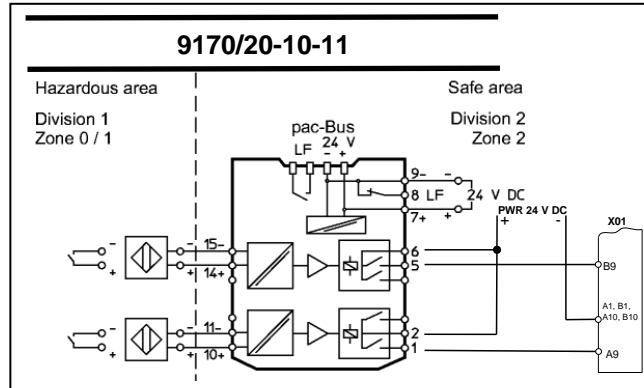 9170/20-10-11
Hazardous area
Safe area
Division 1
Zone 0 / 1
Division 2
Zone 2
pac-Bus
LF 24 V
- +
9- -
8 LF 24 V DC
7+ +
PWR 24 V DC
+ -
X01
- 15-
+ 14+
6
5
B9
A1, B1,
A10, B10
- 11-
+ 10+
2
1
A9